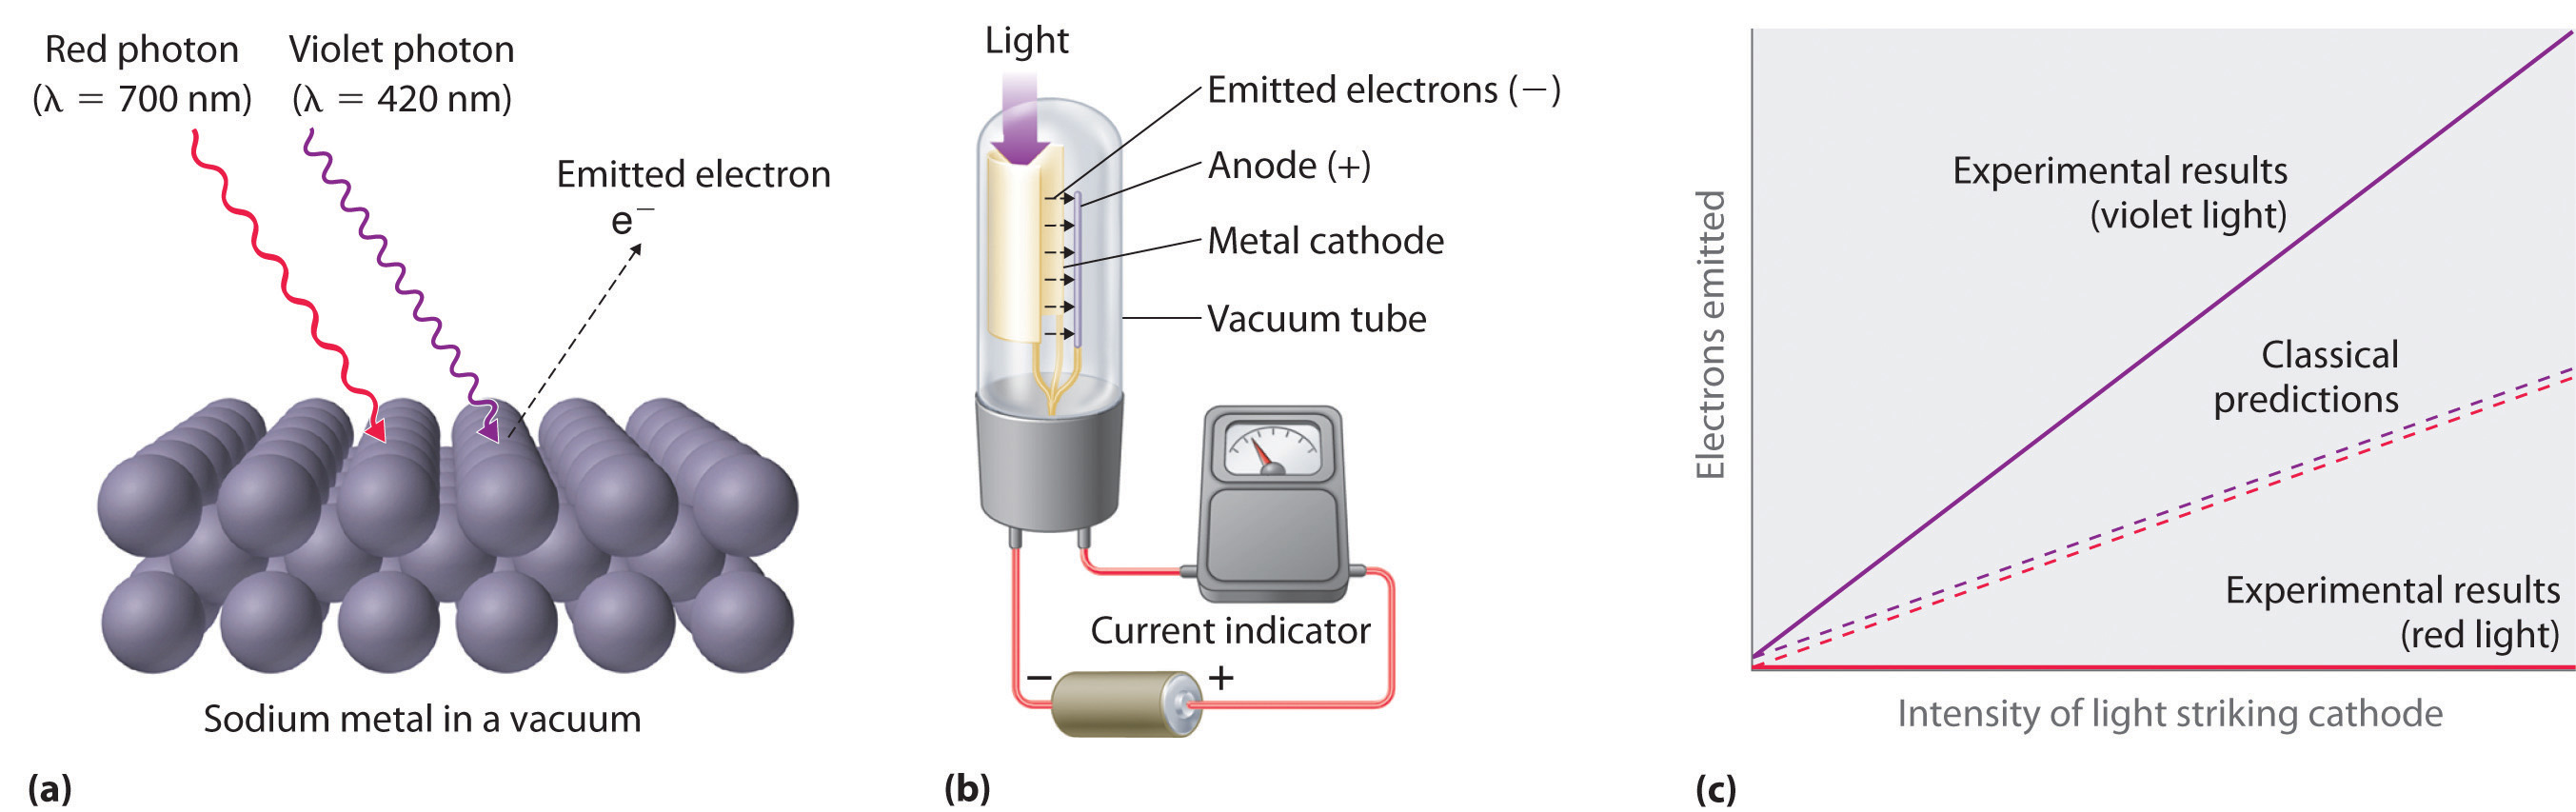 Red photon
(λ = 700 nm)
Violet photon
(λ = 420 nm)
Emitted electron
e⁻
Sodium metal in a vacuum
(a)
Light
Emitted electrons (−)
Anode (+)
Metal cathode
Vacuum tube
Current indicator
− +
(b)
Electrons emitted
Experimental results
(violet light)
Classical
predictions
Experimental results
(red light)
Intensity of light striking cathode
(c)